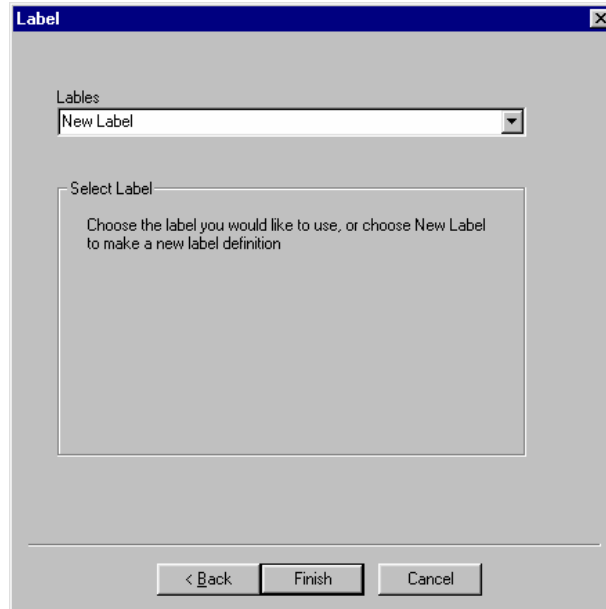 Label
Lables
New Label
Select Label
Choose the label you would like to use, or choose New Label
to make a new label definition
< Back
Finish
Cancel